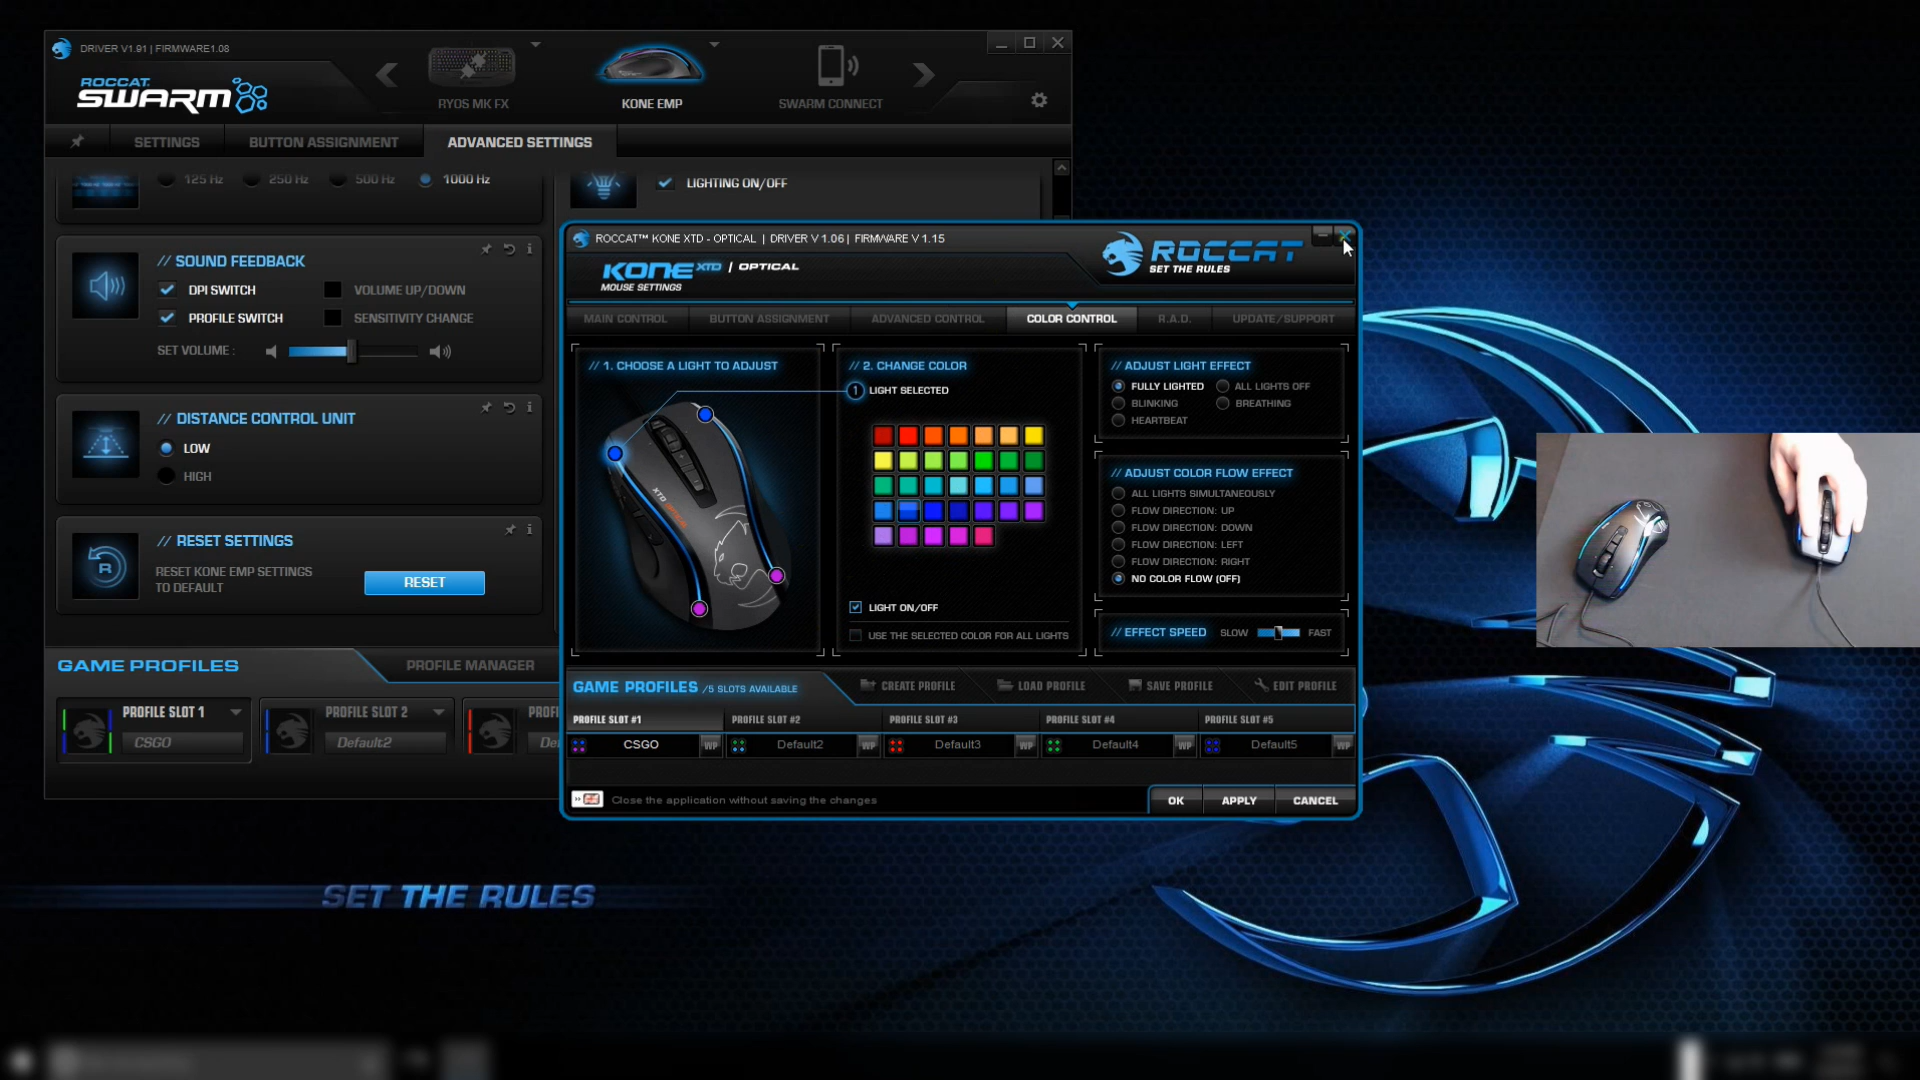 DRIVER V1.91 | FIRMWARE1.08
ROCCAT
SWARM
RYOS MK FX
KONE EMP
SWARM CONNECT
SETTINGS
BUTTON ASSIGNMENT
ADVANCED SETTINGS
125 Hz
250 Hz
500 Hz
1000 Hz
LIGHTING ON/OFF
// SOUND FEEDBACK
DPI SWITCH
VOLUME UP/DOWN
PROFILE SWITCH
SENSITIVITY CHANGE
SET VOLUME :
// DISTANCE CONTROL UNIT
LOW
HIGH
// RESET SETTINGS
RESET KONE EMP SETTINGS
TO DEFAULT
RESET
GAME PROFILES
PROFILE MANAGER
PROFILE SLOT 1
CSGO
PROFILE SLOT 2
Default2
PROF
De
ROCCAT™ KONE XTD - OPTICAL | DRIVER V 1.06 | FIRMWARE V 1.15
KONE XTD | OPTICAL
MOUSE SETTINGS
ROCCAT
SET THE RULES
MAIN CONTROL
BUTTON ASSIGNMENT
ADVANCED CONTROL
COLOR CONTROL
R.A.D.
UPDATE/SUPPORT
// 1. CHOOSE A LIGHT TO ADJUST
XTD OPTICAL
// 2. CHANGE COLOR
1 LIGHT SELECTED
LIGHT ON/OFF
USE THE SELECTED COLOR FOR ALL LIGHTS
// ADJUST LIGHT EFFECT
FULLY LIGHTED
ALL LIGHTS OFF
BLINKING
BREATHING
HEARTBEAT
// ADJUST COLOR FLOW EFFECT
ALL LIGHTS SIMULTANEOUSLY
FLOW DIRECTION: UP
FLOW DIRECTION: DOWN
FLOW DIRECTION: LEFT
FLOW DIRECTION: RIGHT
NO COLOR FLOW (OFF)
// EFFECT SPEED
SLOW
FAST
GAME PROFILES /5 SLOTS AVAILABLE
CREATE PROFILE
LOAD PROFILE
SAVE PROFILE
EDIT PROFILE
PROFILE SLOT #1
PROFILE SLOT #2
PROFILE SLOT #3
PROFILE SLOT #4
PROFILE SLOT #5
CSGO
WP
Default2
WP
Default3
WP
Default4
WP
Default5
WP
Close the application without saving the changes
OK
APPLY
CANCEL
SET THE RULES